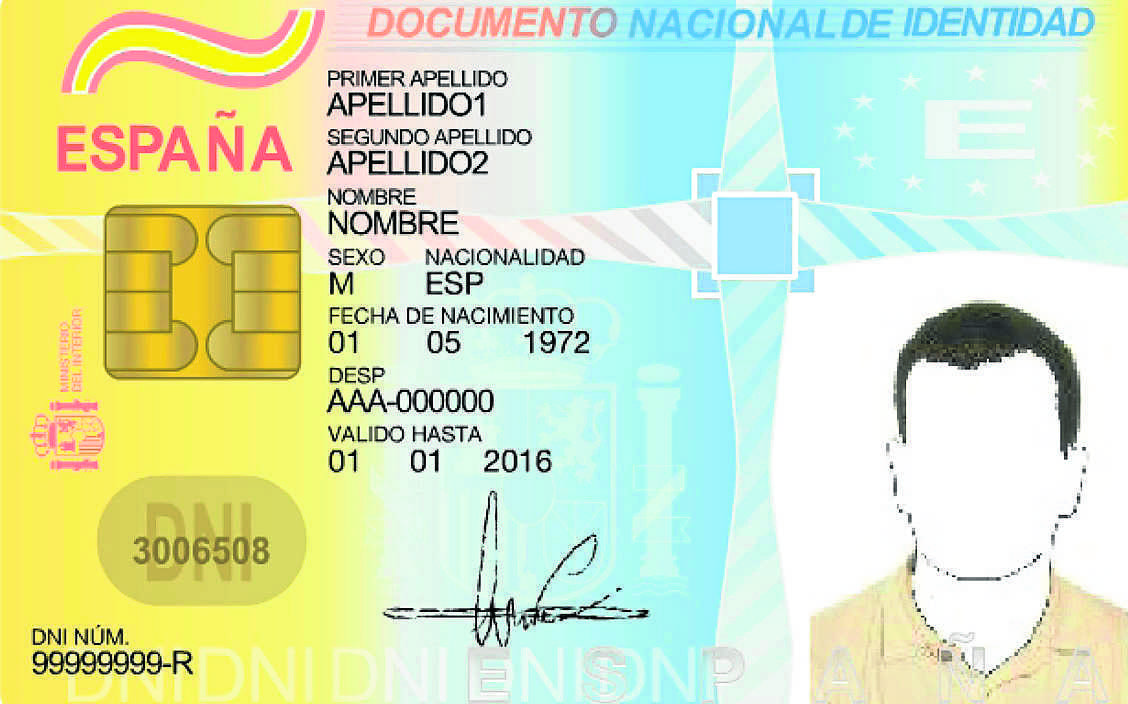 DOCUMENTO NACIONAL DE IDENTIDAD
ESPAÑA
PRIMER APELLIDO
APELLIDO1
SEGUNDO APELLIDO
APELLIDO2
NOMBRE
NOMBRE
SEXO NACIONALIDAD
M ESP
FECHA DE NACIMIENTO
01 05 1972
DESP
AAA-000000
VALIDO HASTA
01 01 2016
E
MINISTERIO
DEL INTERIOR
DNI
3006508
DNI NÚM.
99999999-R
DNIDNIDNIDNIDNI
ESPAÑA